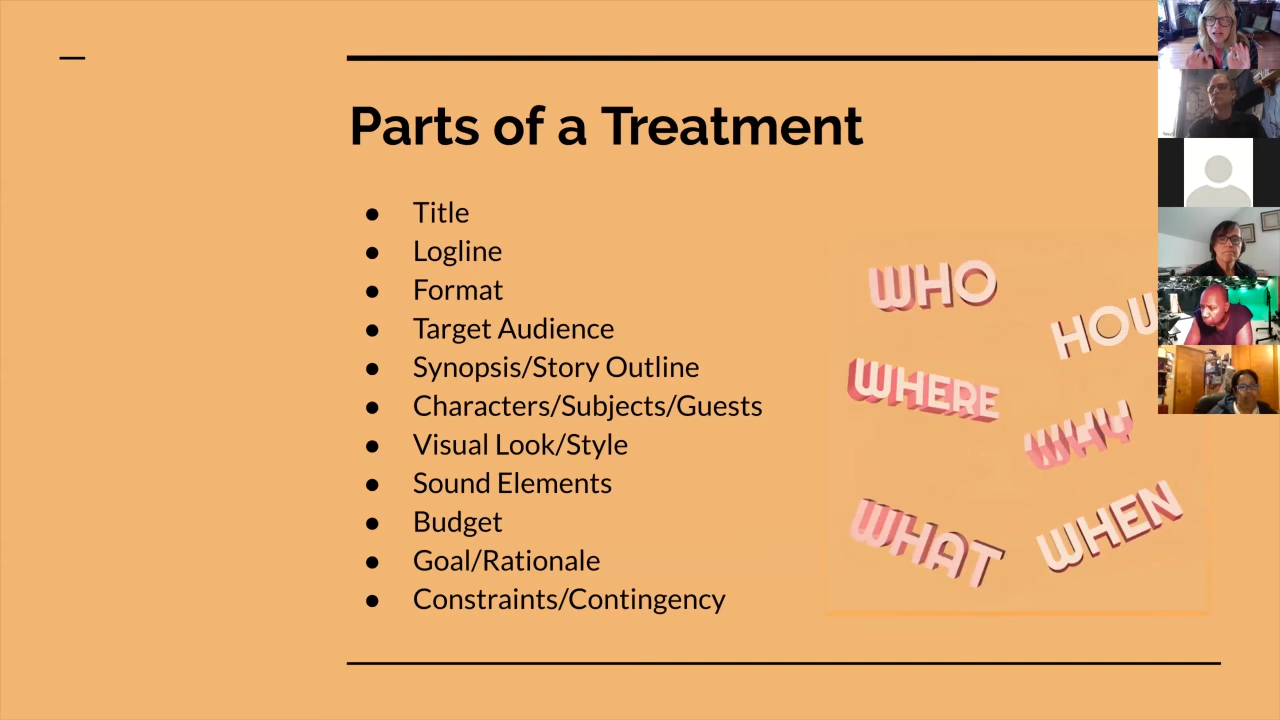 Parts of a Treatment
● Title
● Logline
● Format
● Target Audience
● Synopsis/Story Outline
● Characters/Subjects/Guests
● Visual Look/Style
● Sound Elements
● Budget
● Goal/Rationale
● Constraints/Contingency
WHO
WHERE
WHY
WHAT
WHEN